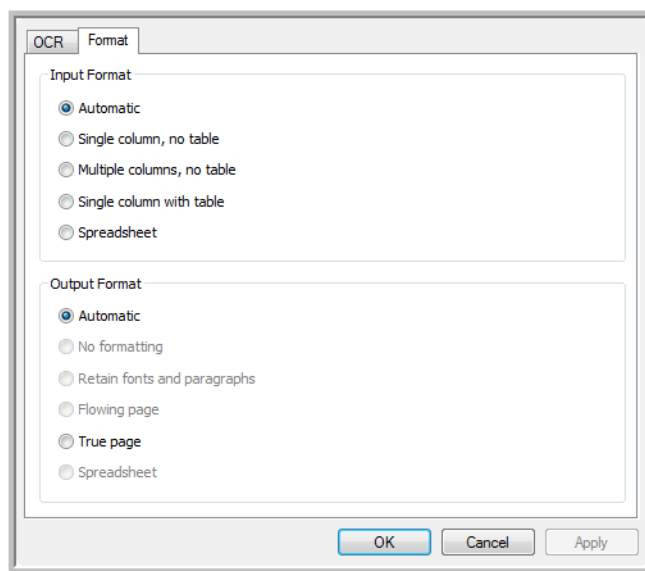 OCR Format
Input Format
Automatic
Single column, no table
Multiple columns, no table
Single column with table
Spreadsheet
Output Format
Automatic
No formatting
Retain fonts and paragraphs
Flowing page
True page
Spreadsheet
OK Cancel Apply